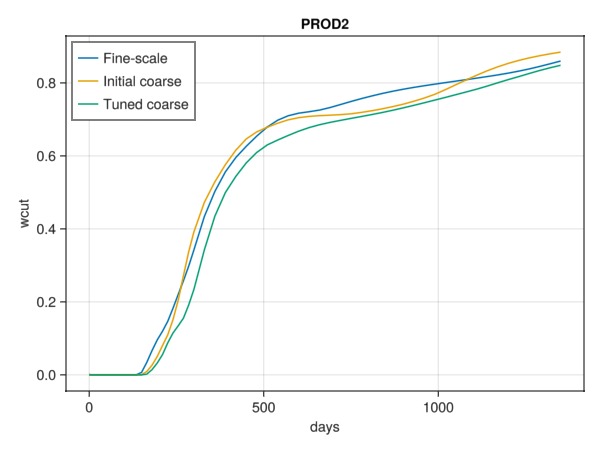 PROD2
Fine-scale
Initial coarse
Tuned coarse
wcut
0.8
0.6
0.4
0.2
0.0
0 500 1000
days